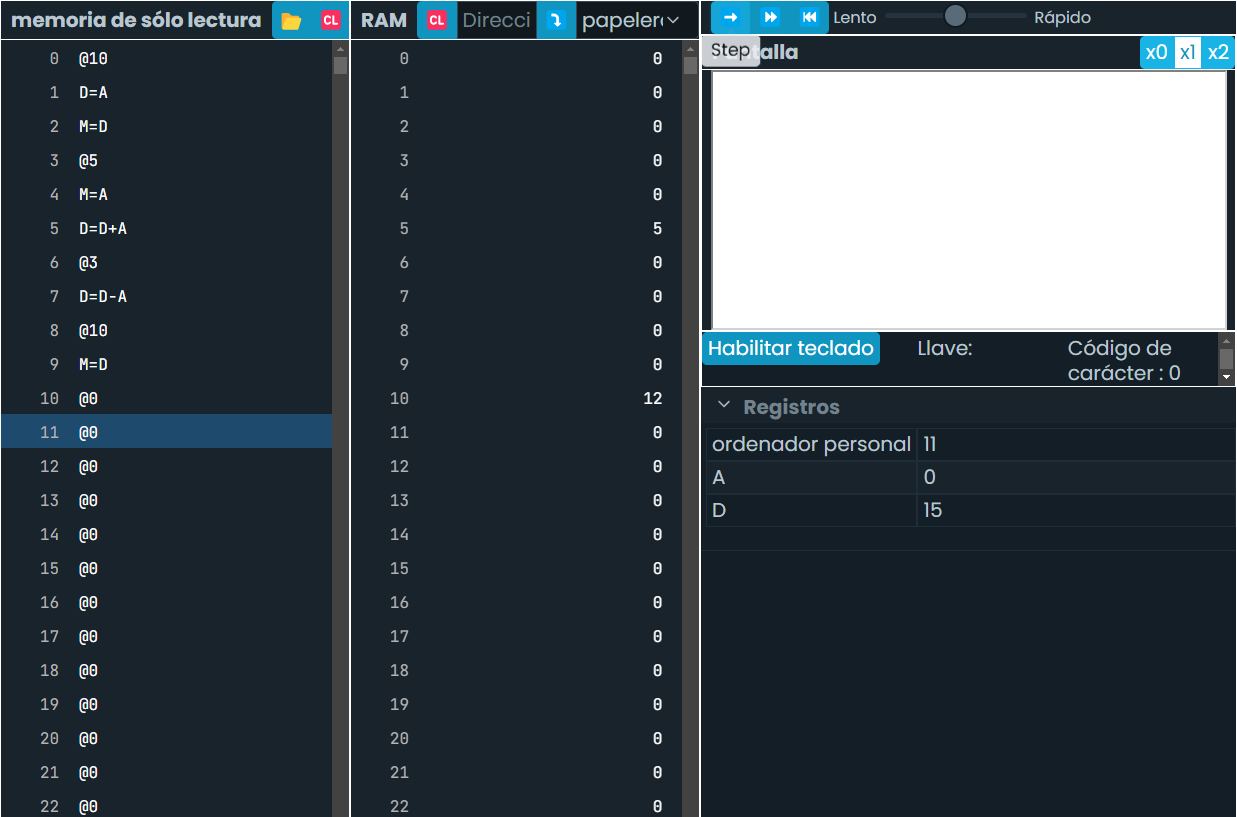 memoria de sólo lectura CL
0 @10
1 D=A
2 M=D
3 @5
4 M=A
5 D=D+A
6 @3
7 D=D-A
8 @10
9 M=D
10 @0
11 @0
12 @0
13 @0
14 @0
15 @0
16 @0
17 @0
18 @0
19 @0
20 @0
21 @0
22 @0
RAM CL Direcci papeler
0 0
1 0
2 0
3 0
4 0
5 5
6 0
7 0
8 0
9 0
10 12
11 0
12 0
13 0
14 0
15 0
16 0
17 0
18 0
19 0
20 0
21 0
22 0
Lento Rápido
Step talla x0 x1 x2
Habilitar teclado Llave: Código de
carácter : 0
Registros
ordenador personal 11
A 0
D 15